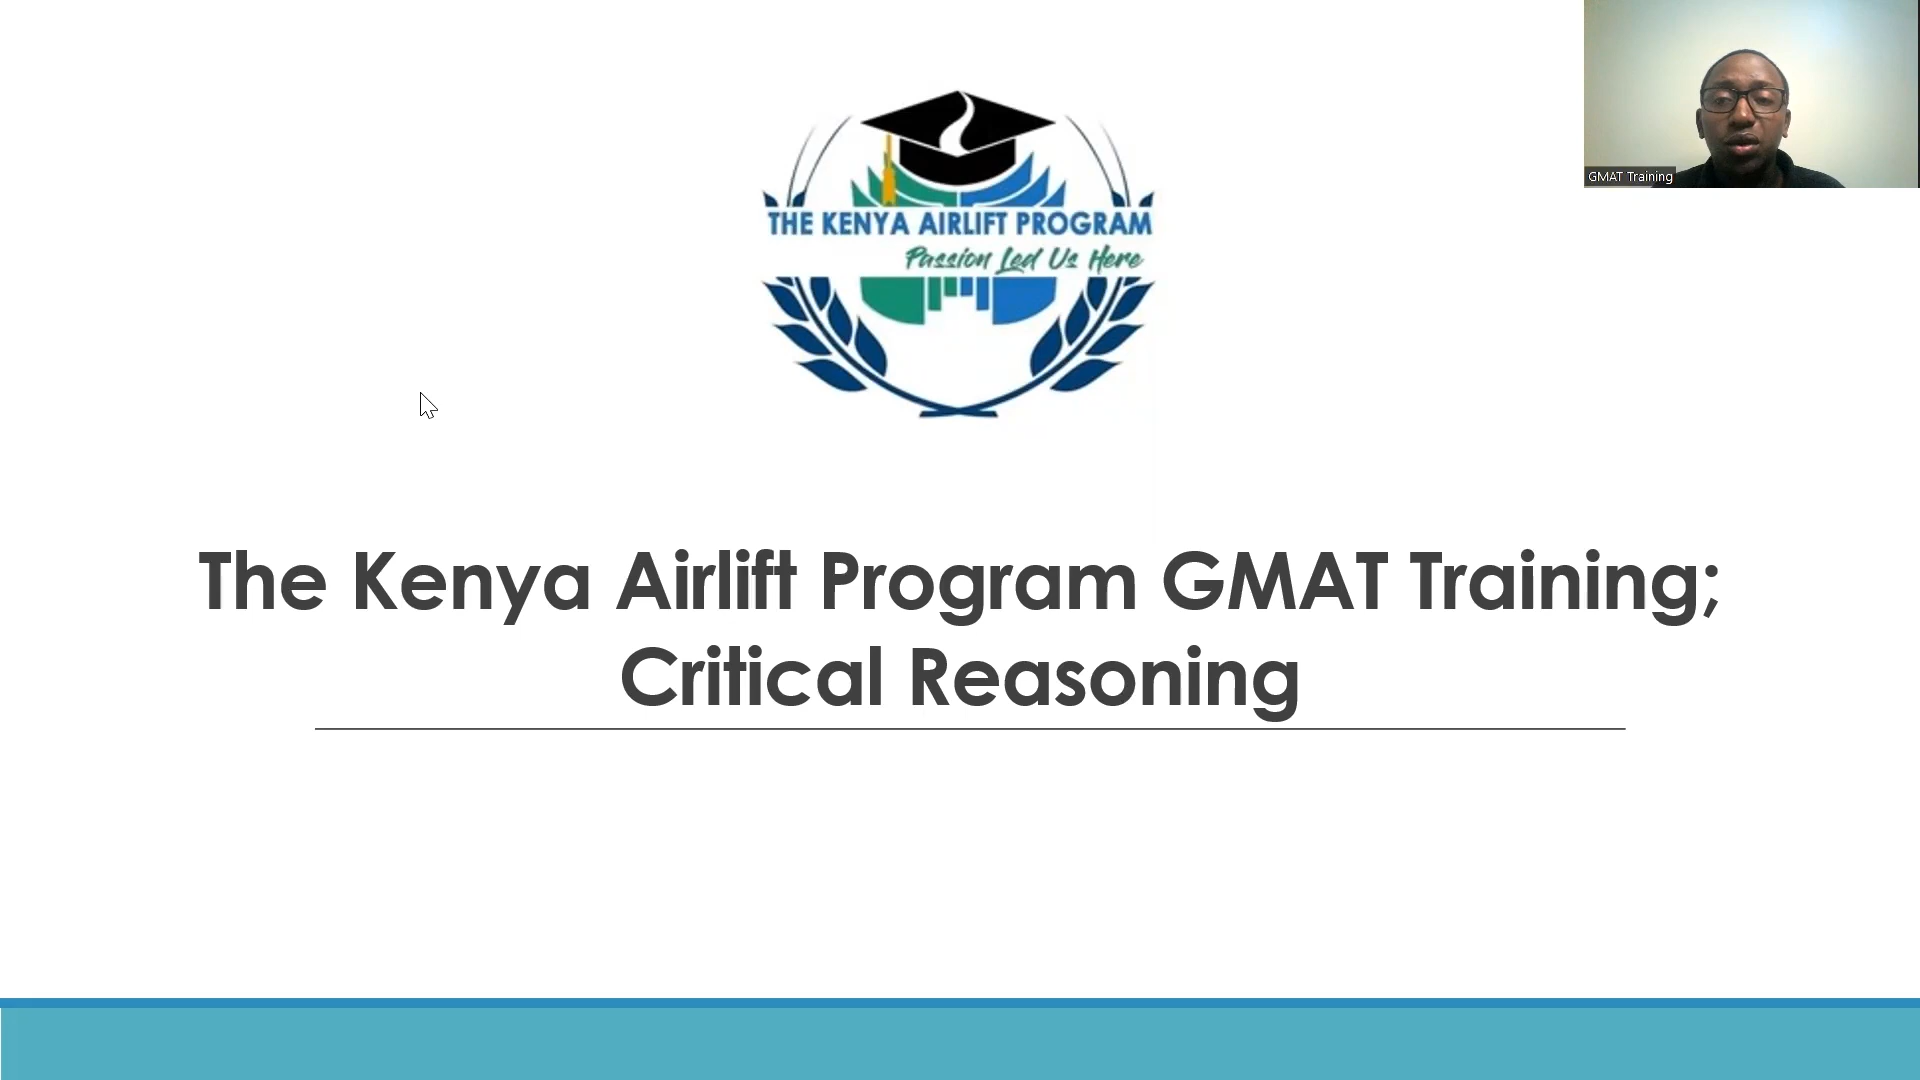 THE KENYA AIRLIFT PROGRAM
Passion Led Us Here
GMAT Training
The Kenya Airlift Program GMAT Training;
Critical Reasoning